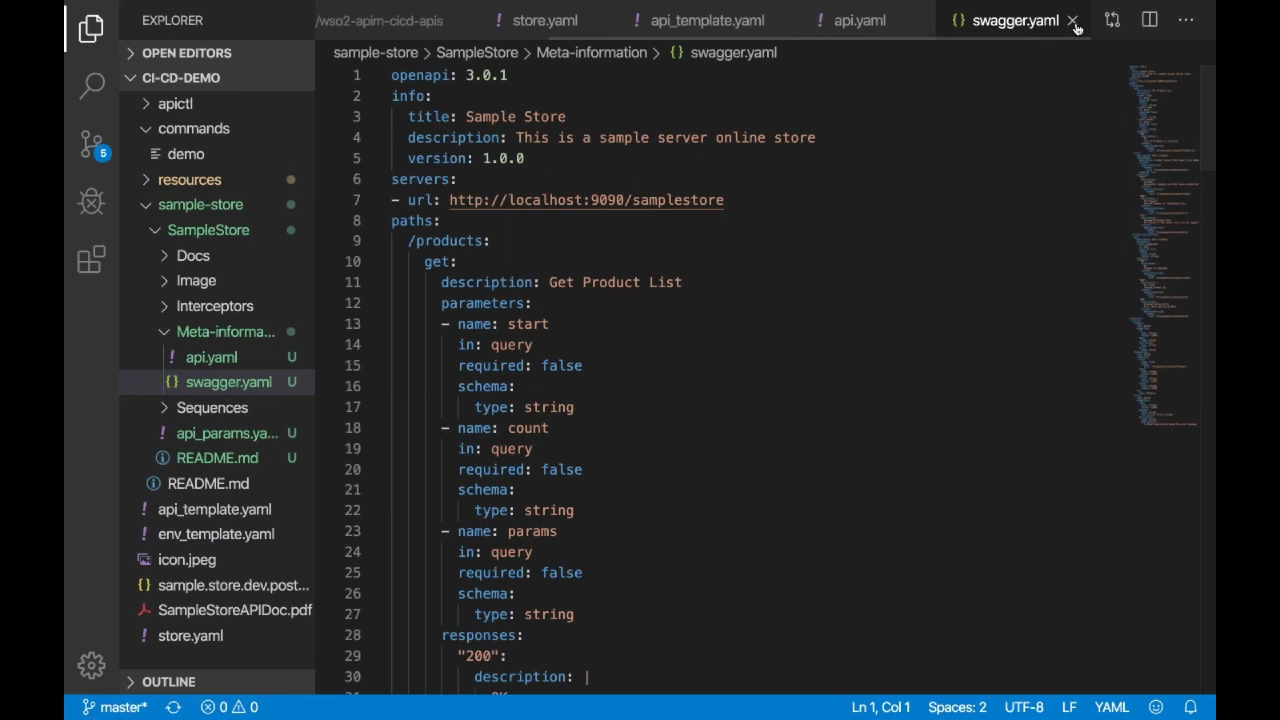 EXPLORER
/wso2-apim-cicd-apis
! store.yaml
! api_template.yaml
! api.yaml
{} swagger.yaml
OPEN EDITORS
CI-CD-DEMO
apictl
commands
demo
resources
sample-store
SampleStore
Docs
Image
Interceptors
Meta-informa...
! api.yaml U
{} swagger.yaml U
Sequences
! api_params.ya... U
README.md U
README.md
! api_template.yaml
! env_template.yaml
icon.jpeg
{} sample.store.dev.post...
SampleStoreAPIDoc.pdf
! store.yaml
OUTLINE
5
sample-store > SampleStore > Meta-information > {} swagger.yaml
1 openapi: 3.0.1
2 info:
3 title: Sample Store
4 description: This is a sample server online store
5 version: 1.0.0
6 servers:
7 - url: http://localhost:9090/samplestore
8 paths:
9 /products:
10 get:
11 description: Get Product List
12 parameters:
13 - name: start
14 in: query
15 required: false
16 schema:
17 type: string
18 - name: count
19 in: query
20 required: false
21 schema:
22 type: string
23 - name: params
24 in: query
25 required: false
26 schema:
27 type: string
28 responses:
29 "200":
30 description: |
master* 0 0 Ln 1, Col 1 Spaces: 2 UTF-8 LF YAML